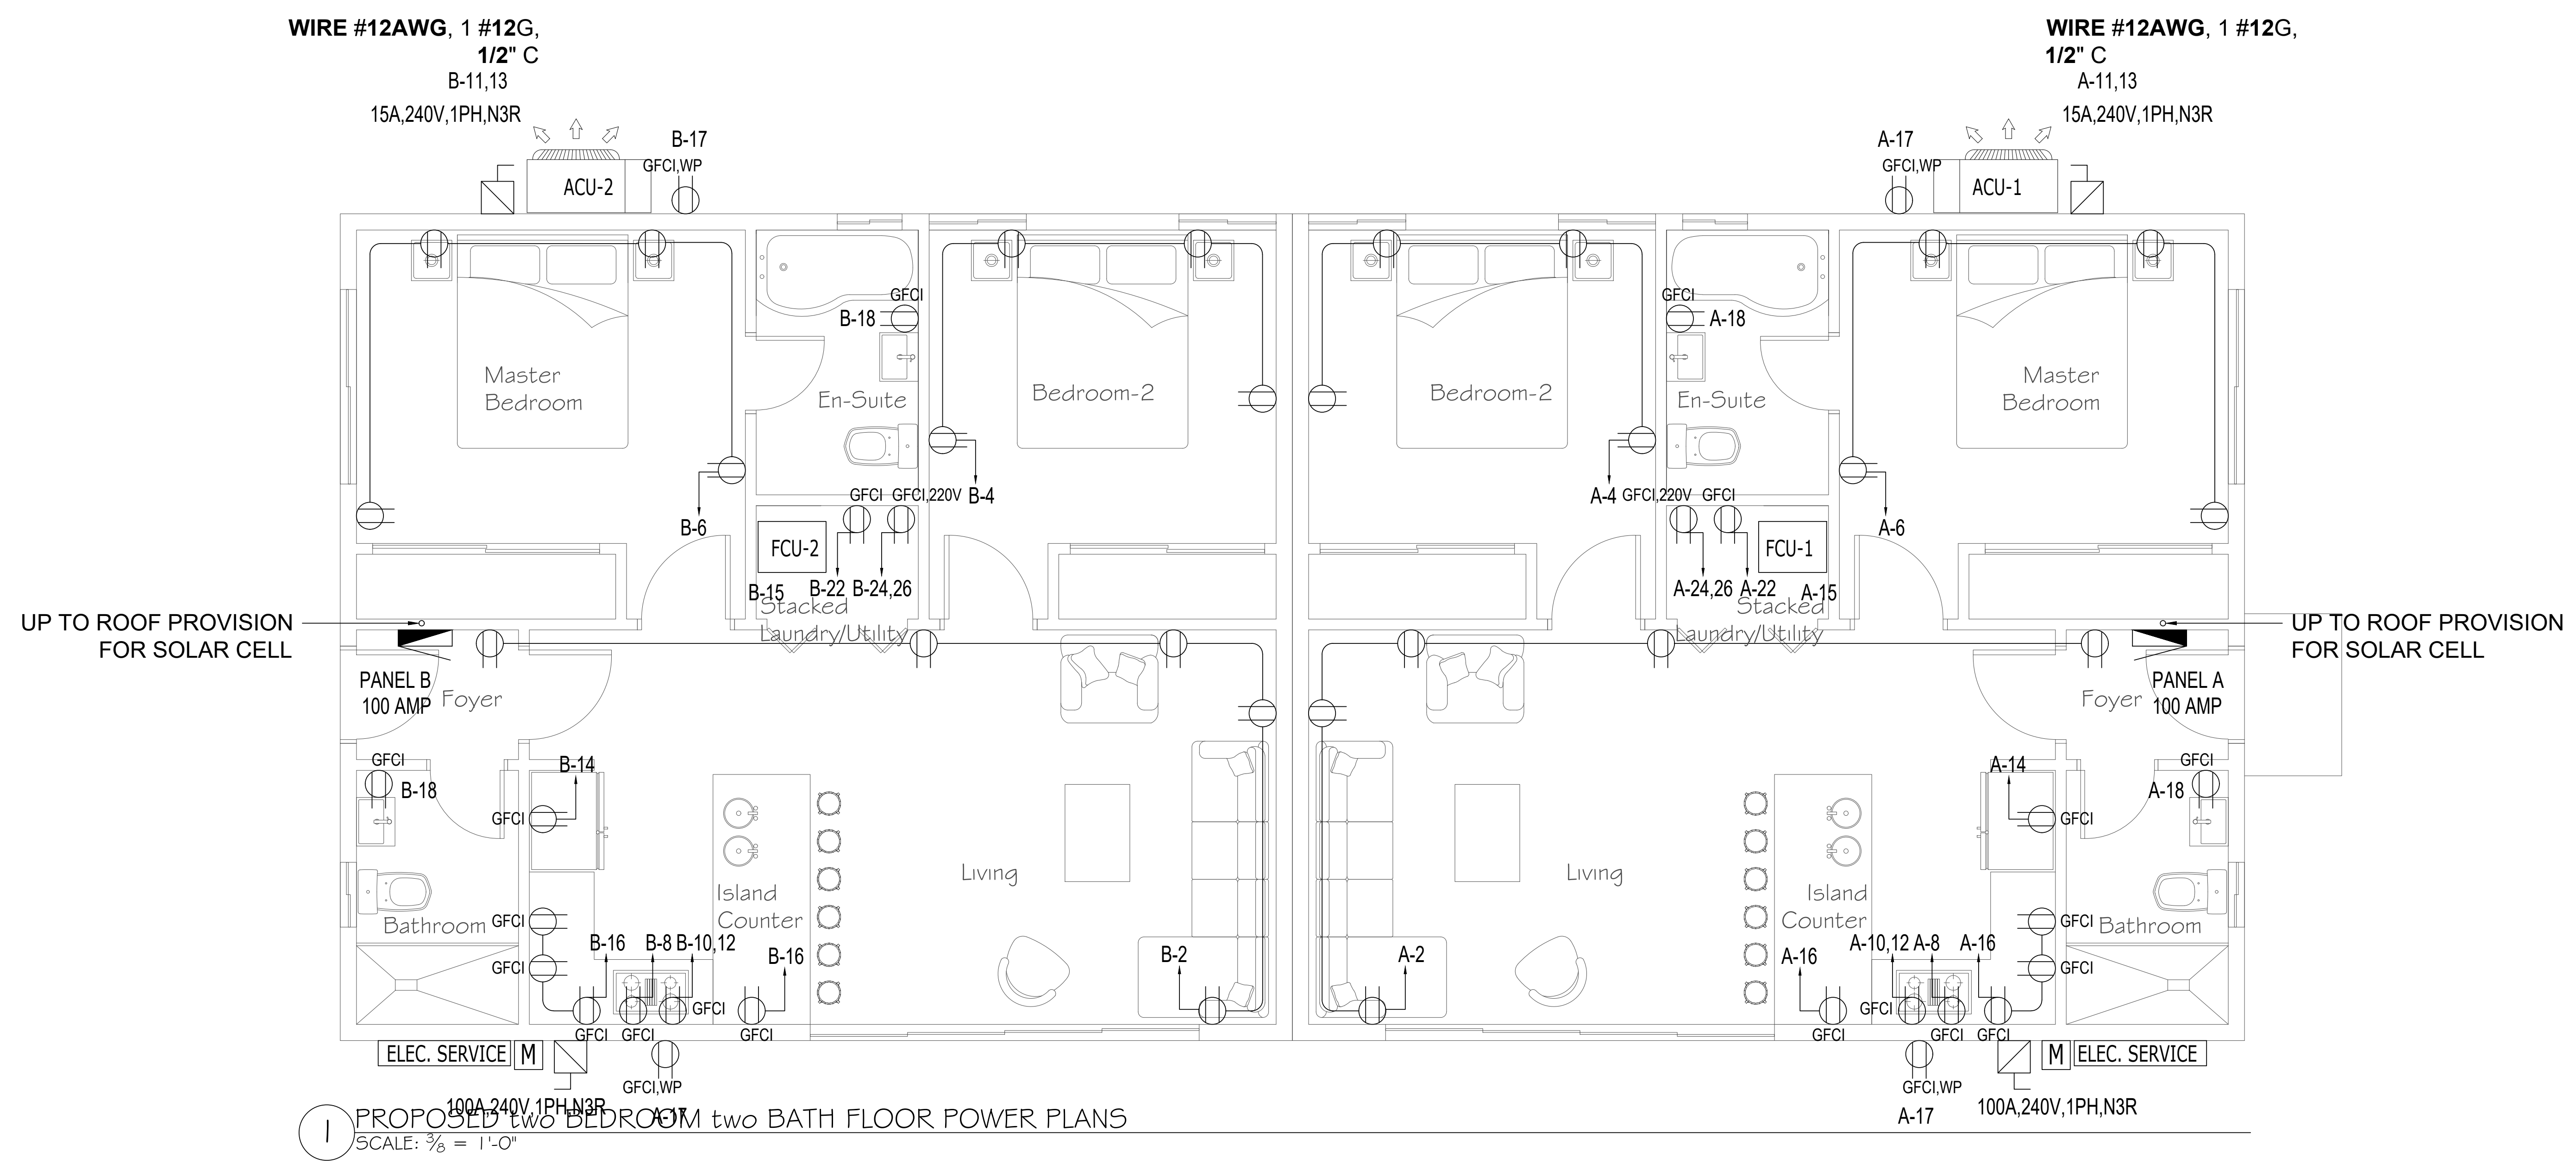 WIRE #12AWG, 1 #12G,
1/2" C
B-11,13
15A,240V,1PH,N3R
B-17
GFCI,WP
ACU-2
WIRE #12AWG, 1 #12G,
1/2" C
A-11,13
15A,240V,1PH,N3R
A-17
GFCI,WP
ACU-1
GFCI
B-18
GFCI
A-18
Master
Bedroom
En-Suite
Bedroom-2
Bedroom-2
En-Suite
Master
Bedroom
GFCI
GFCI,220V
B-4
A-4
GFCI,220V
GFCI
B-6
A-6
FCU-2
FCU-1
B-15
B-22
B-24,26
A-24,26
A-22
A-15
Stacked
Laundry/Utility
Stacked
Laundry/Utility
UP TO ROOF PROVISION
FOR SOLAR CELL
UP TO ROOF PROVISION
FOR SOLAR CELL
PANEL B
100 AMP
Foyer
Foyer
PANEL A
100 AMP
GFCI
B-18
B-14
GFCI
A-14
GFCI
GFCI
A-18
Living
Living
Island
Counter
Island
Counter
Bathroom
GFCI
GFCI
GFCI
GFCI
Bathroom
B-16
B-8
B-10,12
B-16
B-2
A-2
A-16
A-10,12
A-8
A-16
GFCI
GFCI
GFCI
GFCI
GFCI
GFCI
GFCI
GFCI
ELEC. SERVICE
M
M
ELEC. SERVICE
GFCI,WP
A-17
100A,240V,1PH,N3R
GFCI,WP
A-17
100A,240V,1PH,N3R
1
PROPOSED two BEDROOM two BATH FLOOR POWER PLANS
SCALE: 3/8 = 1'-0"